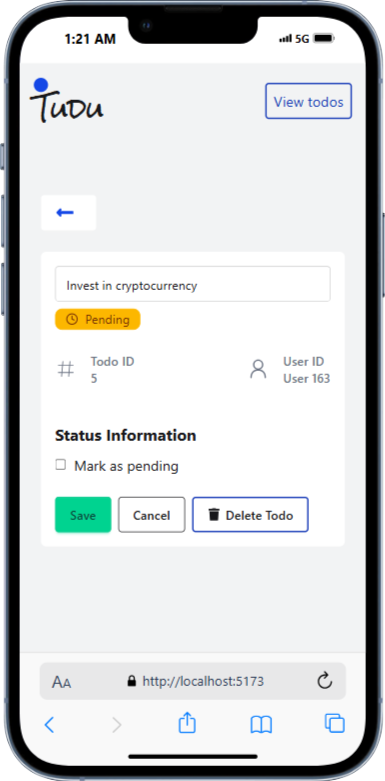 1:21 AM 5G
Tudu
View todos
Invest in cryptocurrency
Pending
Todo ID
5
User ID
User 163
Status Information
Mark as pending
Save Cancel Delete Todo
AA http://localhost:5173